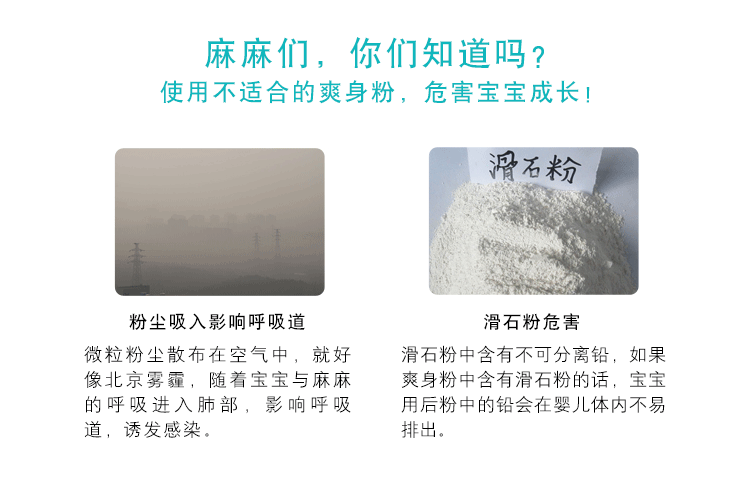 麻麻们，你们知道吗?
使用不适合的爽身粉，危害宝宝成长!
滑石粉
粉尘吸入影响呼吸道
微粒粉尘散布在空气中，就好
像北京雾霾，随着宝宝与麻麻
的呼吸进入肺部，影响呼吸
道，诱发感染。
滑石粉危害
滑石粉中含有不可分离铅，如果
爽身粉中含有滑石粉的话，宝宝
用后粉中的铅会在婴儿体内不易
排出。